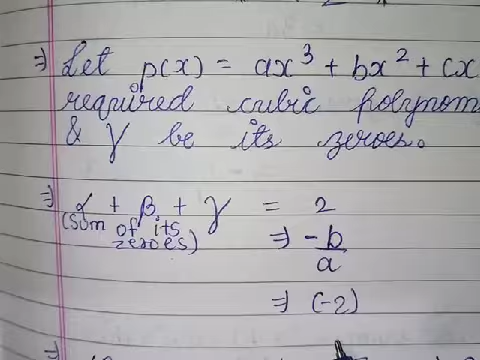 ⇒ Let p(x) = ax³ + bx² + cx
required cubic polynom
& γ be its zeroes.
⇒ α + β + γ = 2
(sum of its zeroes) ⇒ -b/a
⇒ (-2)